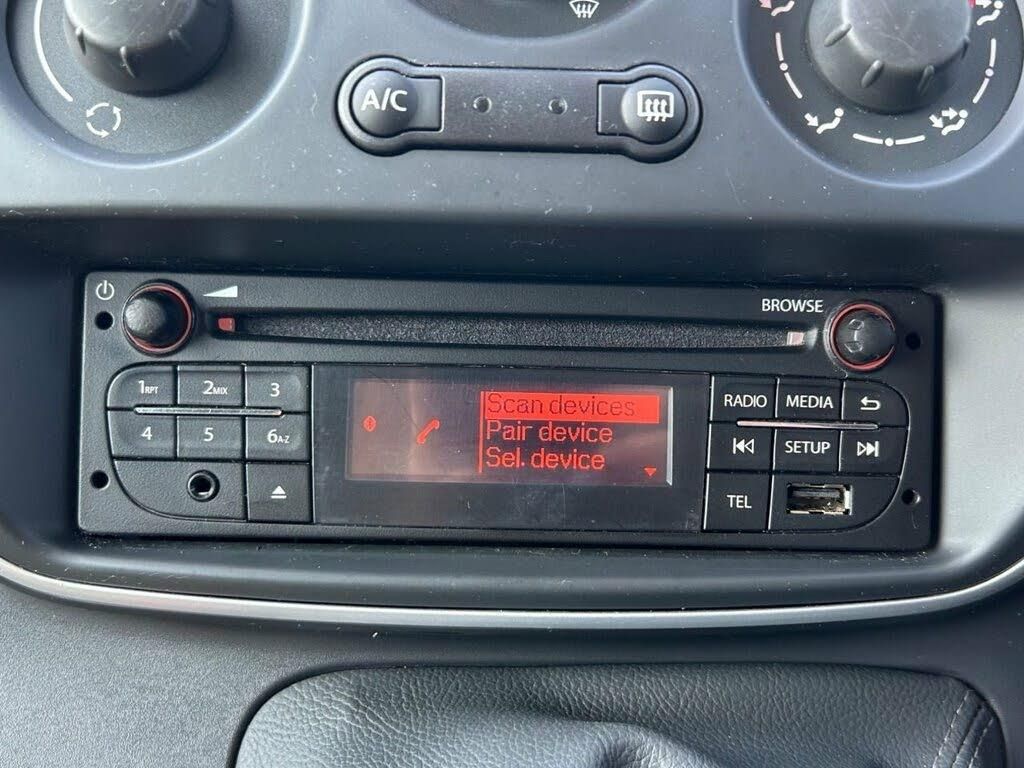 A/C
BROWSE
1RPT 2MIX 3
4 5 6A-Z
Scan devices
Pair device
Sel. device
RADIO MEDIA
SETUP
TEL